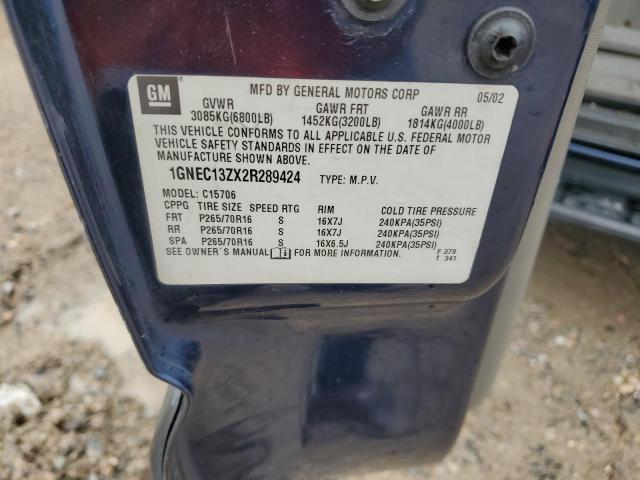 GM
MFD BY GENERAL MOTORS CORP 05/02
GVWR GAWR FRT GAWR RR
3085KG(6800LB) 1452KG(3200LB) 1814KG(4000LB)
THIS VEHICLE CONFORMS TO ALL APPLICABLE U.S. FEDERAL MOTOR
VEHICLE SAFETY STANDARDS IN EFFECT ON THE DATE OF
MANUFACTURE SHOWN ABOVE.
1GNEC13ZX2R289424 TYPE: M.P.V.
MODEL: C15706
CPPG TIRE SIZE SPEED RTG RIM COLD TIRE PRESSURE
FRT P265/70R16 S 16X7J 240KPA(35PSI)
RR P265/70R16 S 16X7J 240KPA(35PSI)
SPA P265/70R16 S 16X6.5J 240KPA(35PSI)
SEE OWNER'S MANUAL FOR MORE INFORMATION.
F 379
T 341